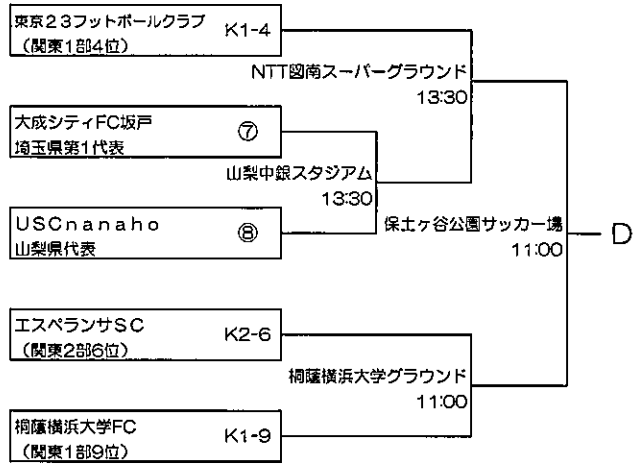 東京23フットボールクラブ K1-4
（関東1部4位）
NTT図南スーパーグラウンド
13:30
大成シティFC坂戸 ⑦
埼玉県第1代表
山梨中銀スタジアム
13:30
USCnanaho ⑧
山梨県代表
保土ヶ谷公園サッカー場
11:00
D
エスペランサSC K2-6
（関東2部6位）
桐蔭横浜大学グラウンド
11:00
桐蔭横浜大学FC K1-9
（関東1部9位）